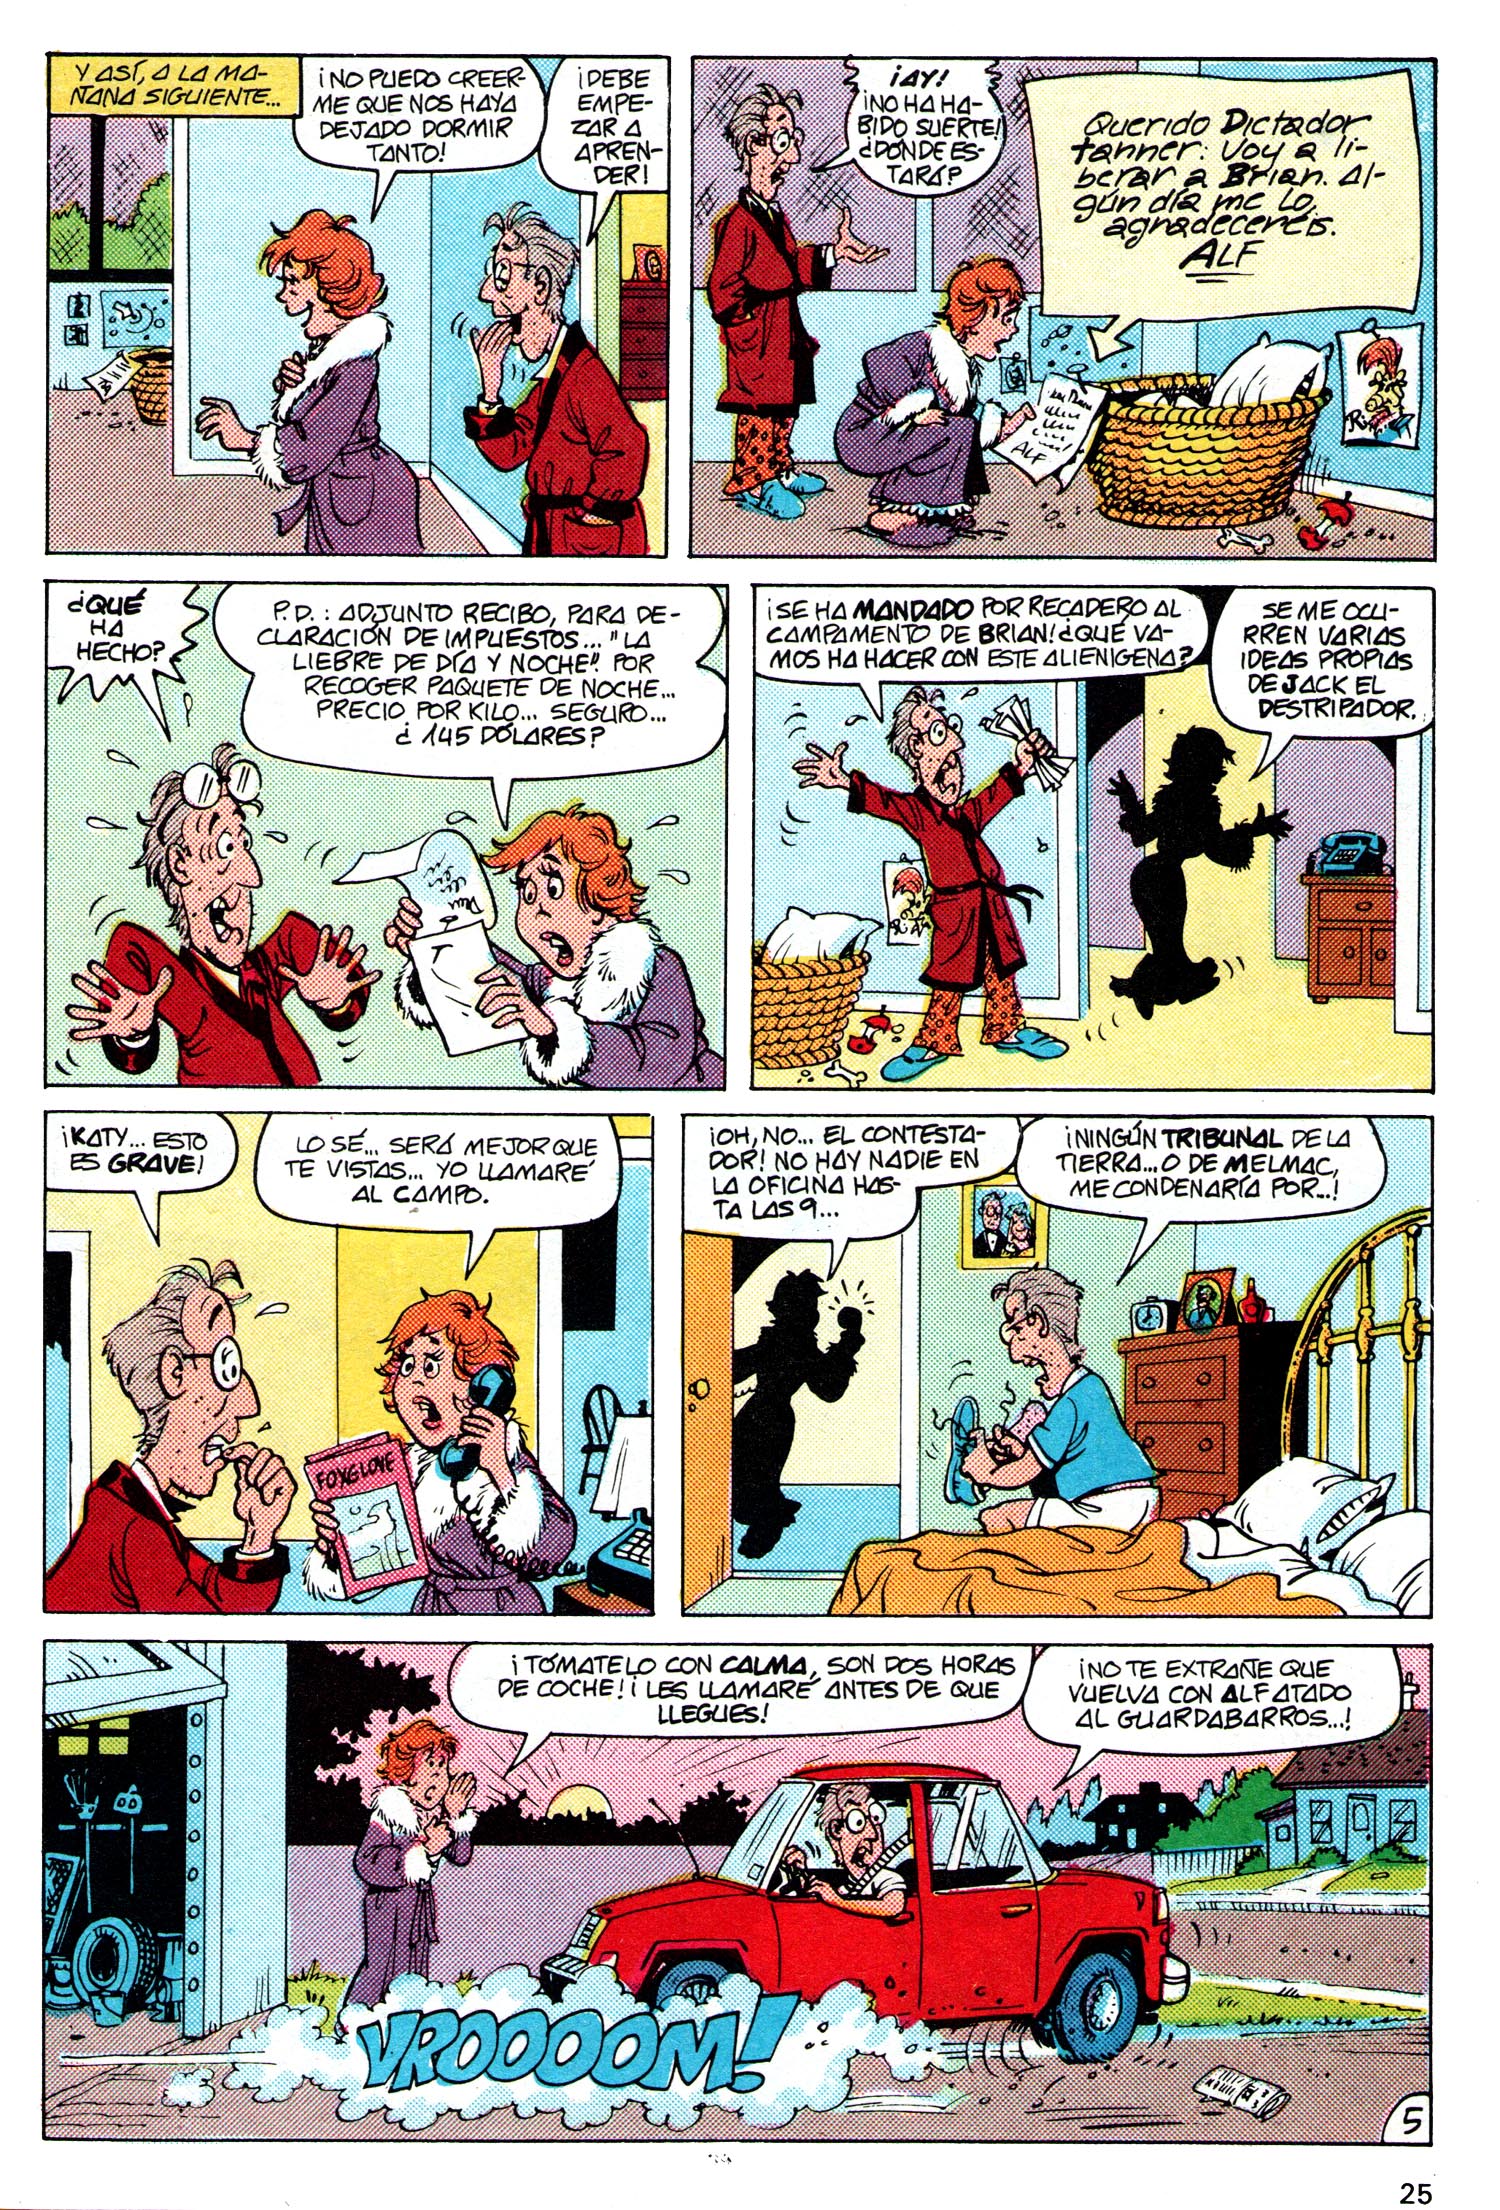 Y ASÍ, A LA MA-
ÑANA SIGUIENTE...
¡NO PUEDO CREER-
ME QUE NOS HAYA
DEJADO DORMIR
TANTO!
¡DEBE
EMPE-
ZAR A
APREN-
DER!
¡AY!
¡NO HA HA-
BIDO SUERTE!
¿DÓNDE ES-
TARÁ?
Querido Dictador
tanner: Voy a li-
berar a Brian. Al-
gún día me lo
agradeceréis.
ALF
ALF
¿QUÉ
HA
HECHO?
P.D.: ADJUNTO RECIBO, PARA DE-
CLARACIÓN DE IMPUESTOS... "LA
LIEBRE DE DÍA Y NOCHE". POR
RECOGER PAQUETE DE NOCHE...
PRECIO POR KILO... SEGURO...
¿145 DÓLARES?
¡SE HA MANDADO POR RECADERO AL
CAMPAMENTO DE BRIAN! ¿QUÉ VA-
MOS HA HACER CON ESTE ALIENIGENA?
SE ME OCU-
RREN VARIAS
IDEAS PROPIAS
DE JACK EL
DESTRIPADOR.
¡KATY... ESTO
ES GRAVE!
LO SÉ... SERÁ MEJOR QUE
TE VISTAS... YO LLAMARÉ
AL CAMPO.
FOXGLOVE
¡OH, NO... EL CONTESTA-
DOR! NO HAY NADIE EN
LA OFICINA HAS-
TA LAS 9...
¡NINGÚN TRIBUNAL DE LA
TIERRA... O DE MELMAC,
ME CONDENARÍA POR...!
¡TÓMATELO CON CALMA, SON DOS HORAS
DE COCHE! ¡LES LLAMARÉ ANTES DE QUE
LLEGUES!
¡NO TE EXTRAÑE QUE
VUELVA CON ALF ATADO
AL GUARDABARROS...!
VROOOOM!
5
25